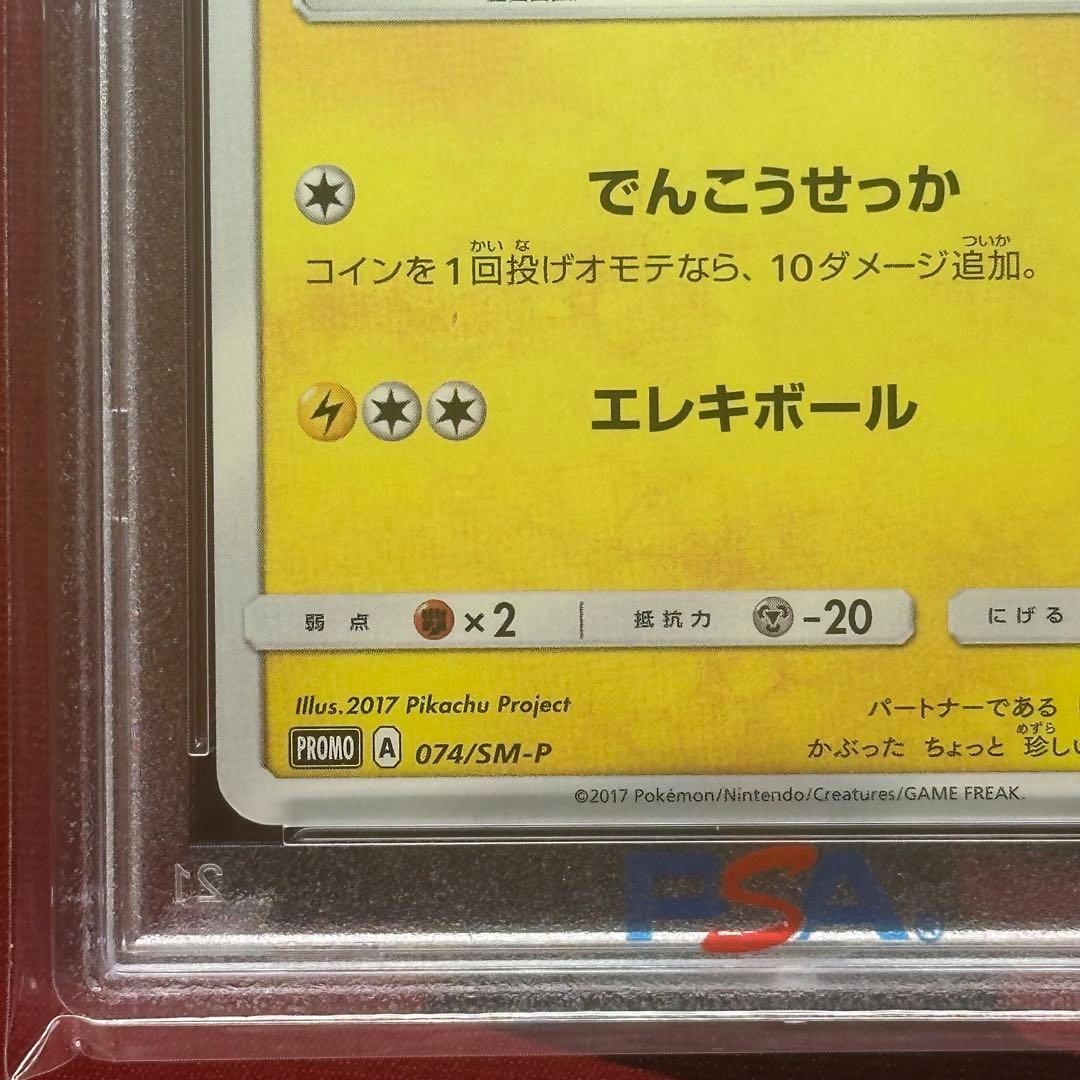 でんこうせっか
かい な ついか
コインを1回投げオモテなら、10ダメージ追加。
エレキボール
弱点 ×2 抵抗力 -20 にげる
Illus.2017 Pikachu Project
パートナーである
PROMO A 074/SM-P
めずら
かぶった ちょっと 珍し
©2017 Pokémon/Nintendo/Creatures/GAME FREAK.
21
PSA®